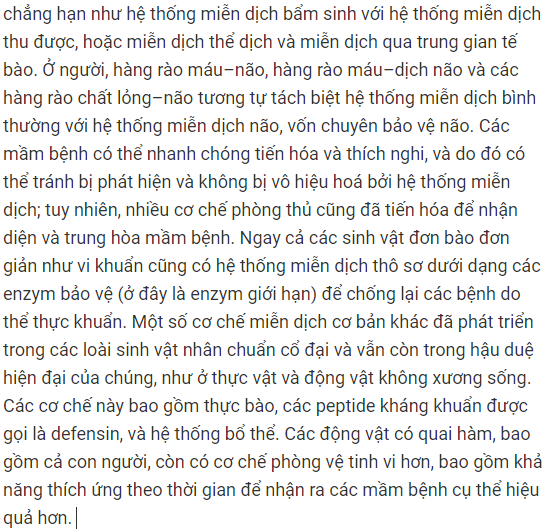 chẳng hạn như hệ thống miễn dịch bẩm sinh với hệ thống miễn dịch
thu được, hoặc miễn dịch thể dịch và miễn dịch qua trung gian tế
bào. Ở người, hàng rào máu–não, hàng rào máu–dịch não và các
hàng rào chất lỏng–não tương tự tách biệt hệ thống miễn dịch bình
thường với hệ thống miễn dịch não, vốn chuyên bảo vệ não. Các
mầm bệnh có thể nhanh chóng tiến hóa và thích nghi, và do đó có
thể tránh bị phát hiện và không bị vô hiệu hoá bởi hệ thống miễn
dịch; tuy nhiên, nhiều cơ chế phòng thủ cũng đã tiến hóa để nhận
diện và trung hòa mầm bệnh. Ngay cả các sinh vật đơn bào đơn
giản như vi khuẩn cũng có hệ thống miễn dịch thô sơ dưới dạng các
enzym bảo vệ (ở đây là enzym giới hạn) để chống lại các bệnh do
thể thực khuẩn. Một số cơ chế miễn dịch cơ bản khác đã phát triển
trong các loài sinh vật nhân chuẩn cổ đại và vẫn còn trong hậu duệ
hiện đại của chúng, như ở thực vật và động vật không xương sống.
Các cơ chế này bao gồm thực bào, các peptide kháng khuẩn được
gọi là defensin, và hệ thống bổ thể. Các động vật có quai hàm, bao
gồm cả con người, còn có cơ chế phòng vệ tinh vi hơn, bao gồm khả
năng thích ứng theo thời gian để nhận ra các mầm bệnh cụ thể hiệu
quả hơn.